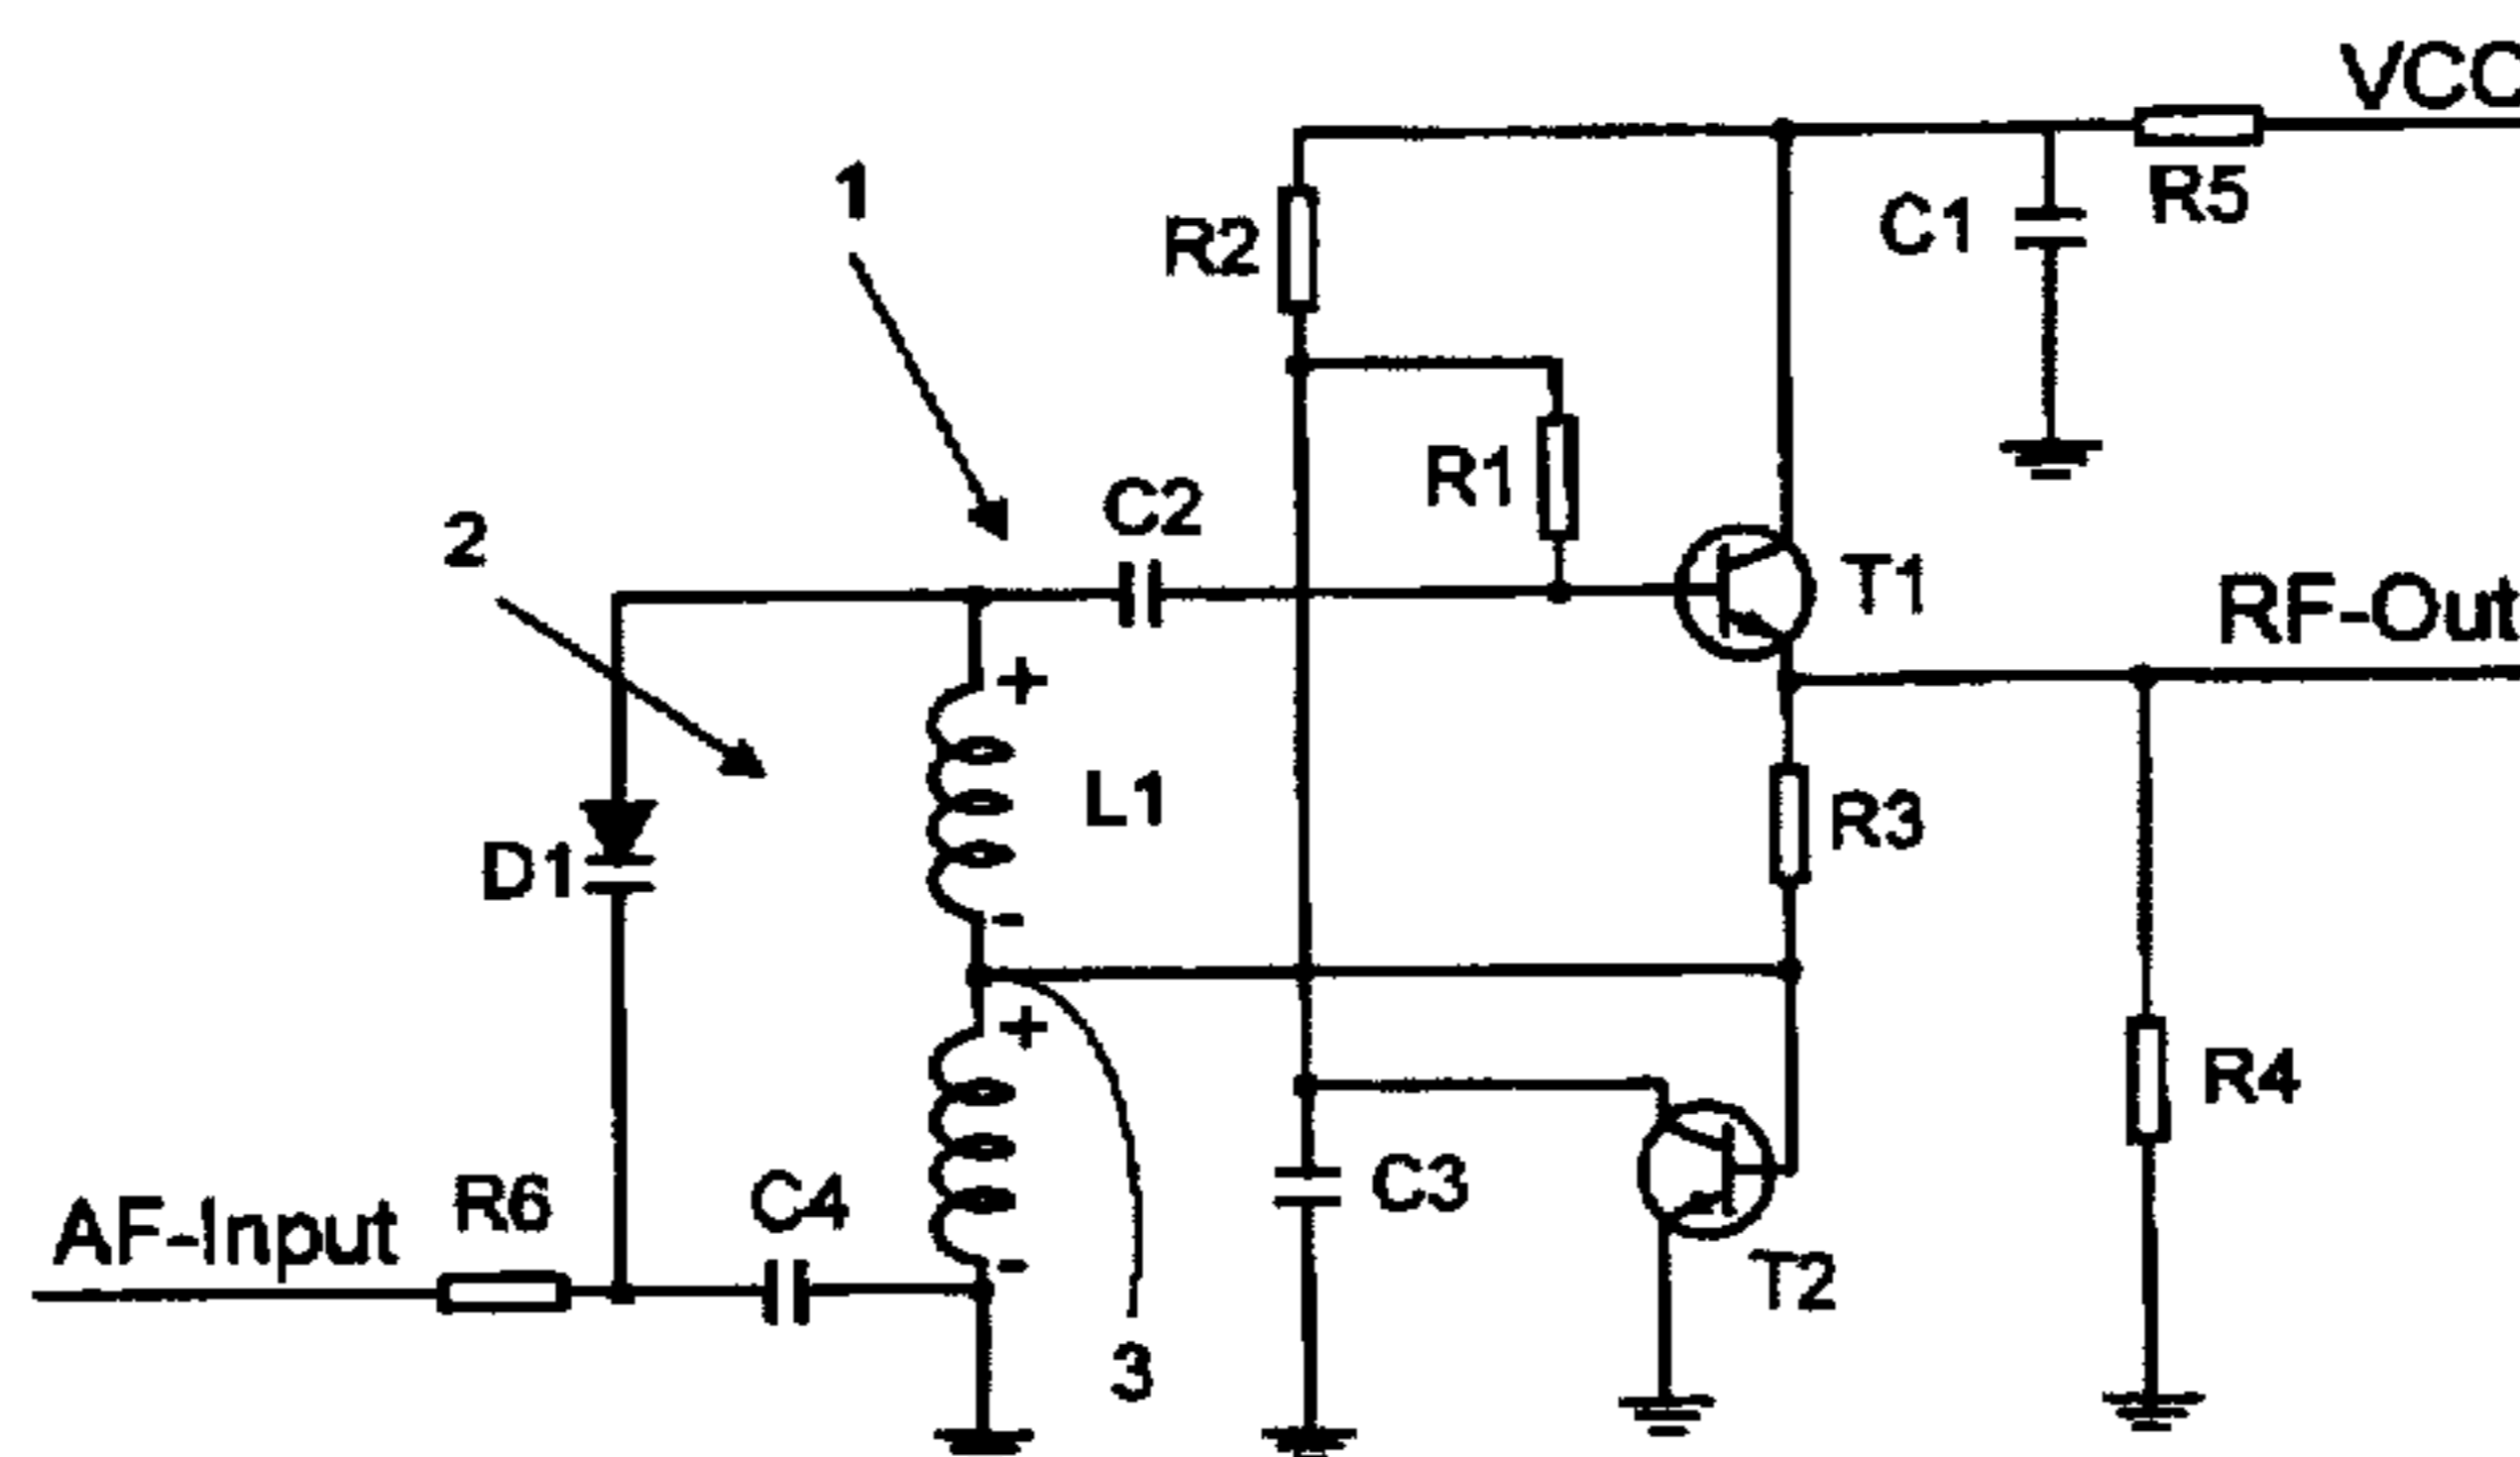 VCC
1
R2
C1
R5
2
C2
R1
T1
RF-Out
+
L1
D1
R3
-
+
R4
AF-Input
R6
C4
C3
-
T2
3